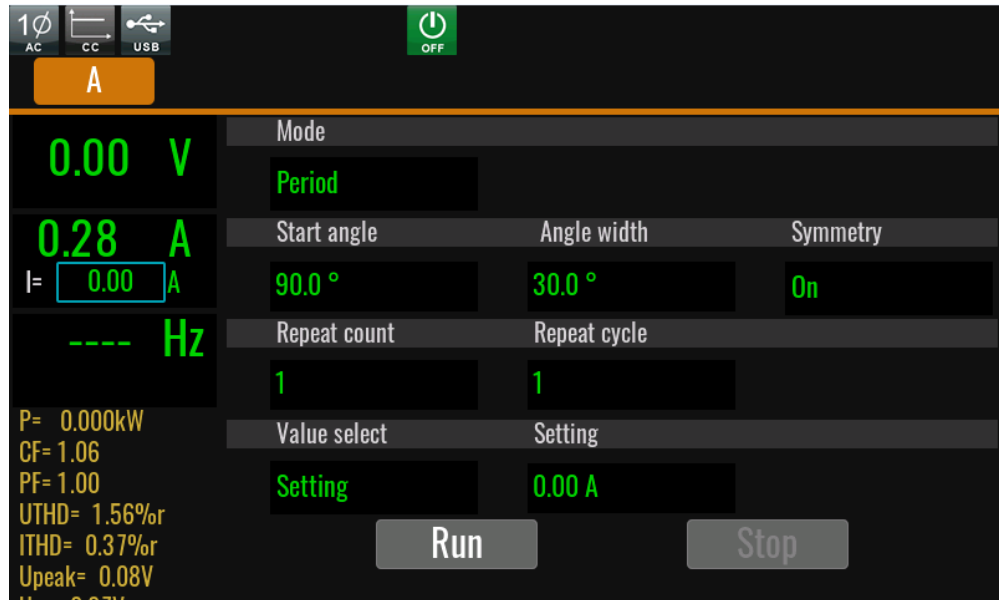 1Ø AC CC USB OFF
A
0.00 V
0.28 A
I= 0.00 A
---- Hz
P= 0.000kW
CF= 1.06
PF= 1.00
UTHD= 1.56%r
ITHD= 0.37%r
Upeak= 0.08V
Mode
Period
Start angle Angle width Symmetry
90.0 ° 30.0 ° On
Repeat count Repeat cycle
1 1
Value select Setting
Setting 0.00 A
Run Stop